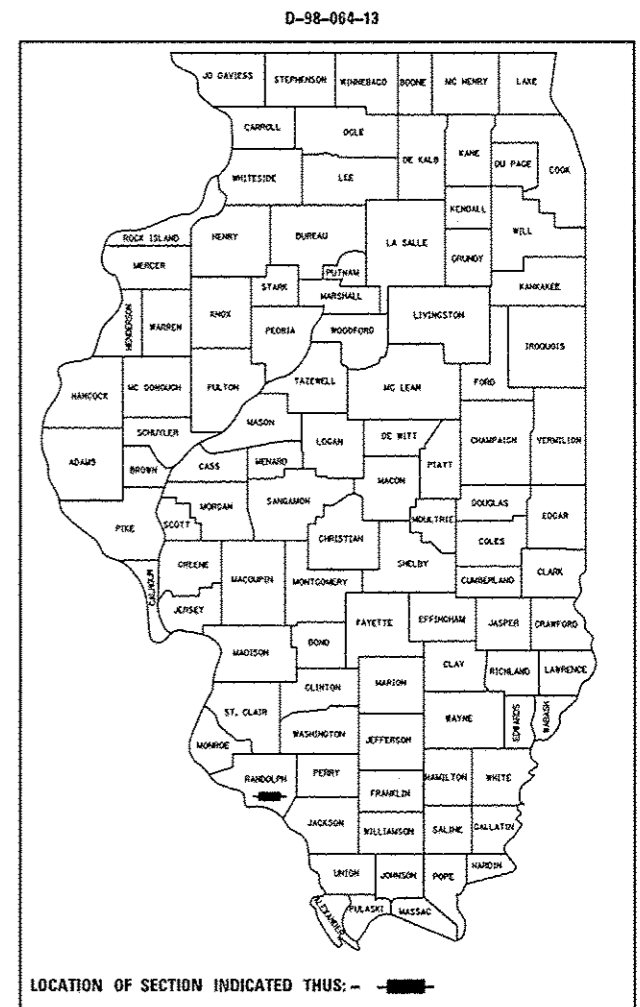 D-98-064-13
JO DAVIESS STEPHENSON WINNEBAGO BOONE MC HENRY LAKE
CARROLL OGLE DE KALB KANE DU PAGE COOK
WHITESIDE LEE KENDALL WILL
ROCK ISLAND HENRY BUREAU LA SALLE GRUNDY
MERCER STARK PUTNAM KANKAKEE
HENDERSON WARREN KNOX PEORIA MARSHALL WOODFORD LIVINGSTON IROQUOIS
HANCOCK MC DONOUGH FULTON TAZEWELL MC LEAN FORD
SCHUYLER MASON LOGAN DE WITT CHAMPAIGN VERMILION
ADAMS BROWN CASS MENARD MACON PIATT
PIKE SCOTT MORGAN SANGAMON MOULTRIE DOUGLAS EDGAR
CHRISTIAN COLES
CALHOUN GREENE MACOUPIN MONTGOMERY SHELBY CUMBERLAND CLARK
JERSEY FAYETTE EFFINGHAM JASPER CRAWFORD
MADISON BOND CLAY RICHLAND LAWRENCE
CLINTON MARION
ST. CLAIR WASHINGTON WAYNE EDWARDS WABASH
MONROE JEFFERSON
RANDOLPH PERRY HAMILTON WHITE
FRANKLIN
JACKSON WILLIAMSON SALINE GALLATIN
UNION JOHNSON POPE HARDIN
ALEXANDER PULASKI MASSAC
LOCATION OF SECTION INDICATED THUS: -